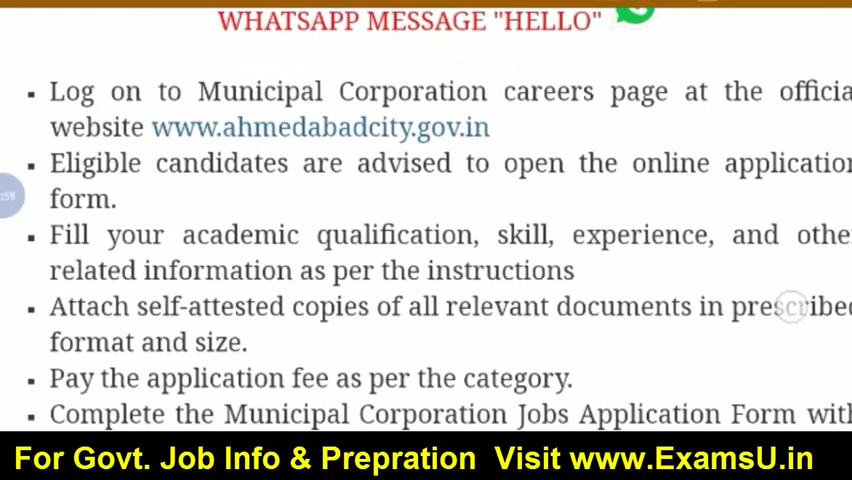 WHATSAPP MESSAGE "HELLO"
▪ Log on to Municipal Corporation careers page at the officia
website www.ahmedabadcity.gov.in
▪ Eligible candidates are advised to open the online application
form.
▪ Fill your academic qualification, skill, experience, and othe
related information as per the instructions
▪ Attach self-attested copies of all relevant documents in prescribed
format and size.
▪ Pay the application fee as per the category.
▪ Complete the Municipal Corporation Jobs Application Form with
:58
For Govt. Job Info & Prepration Visit www.ExamsU.in